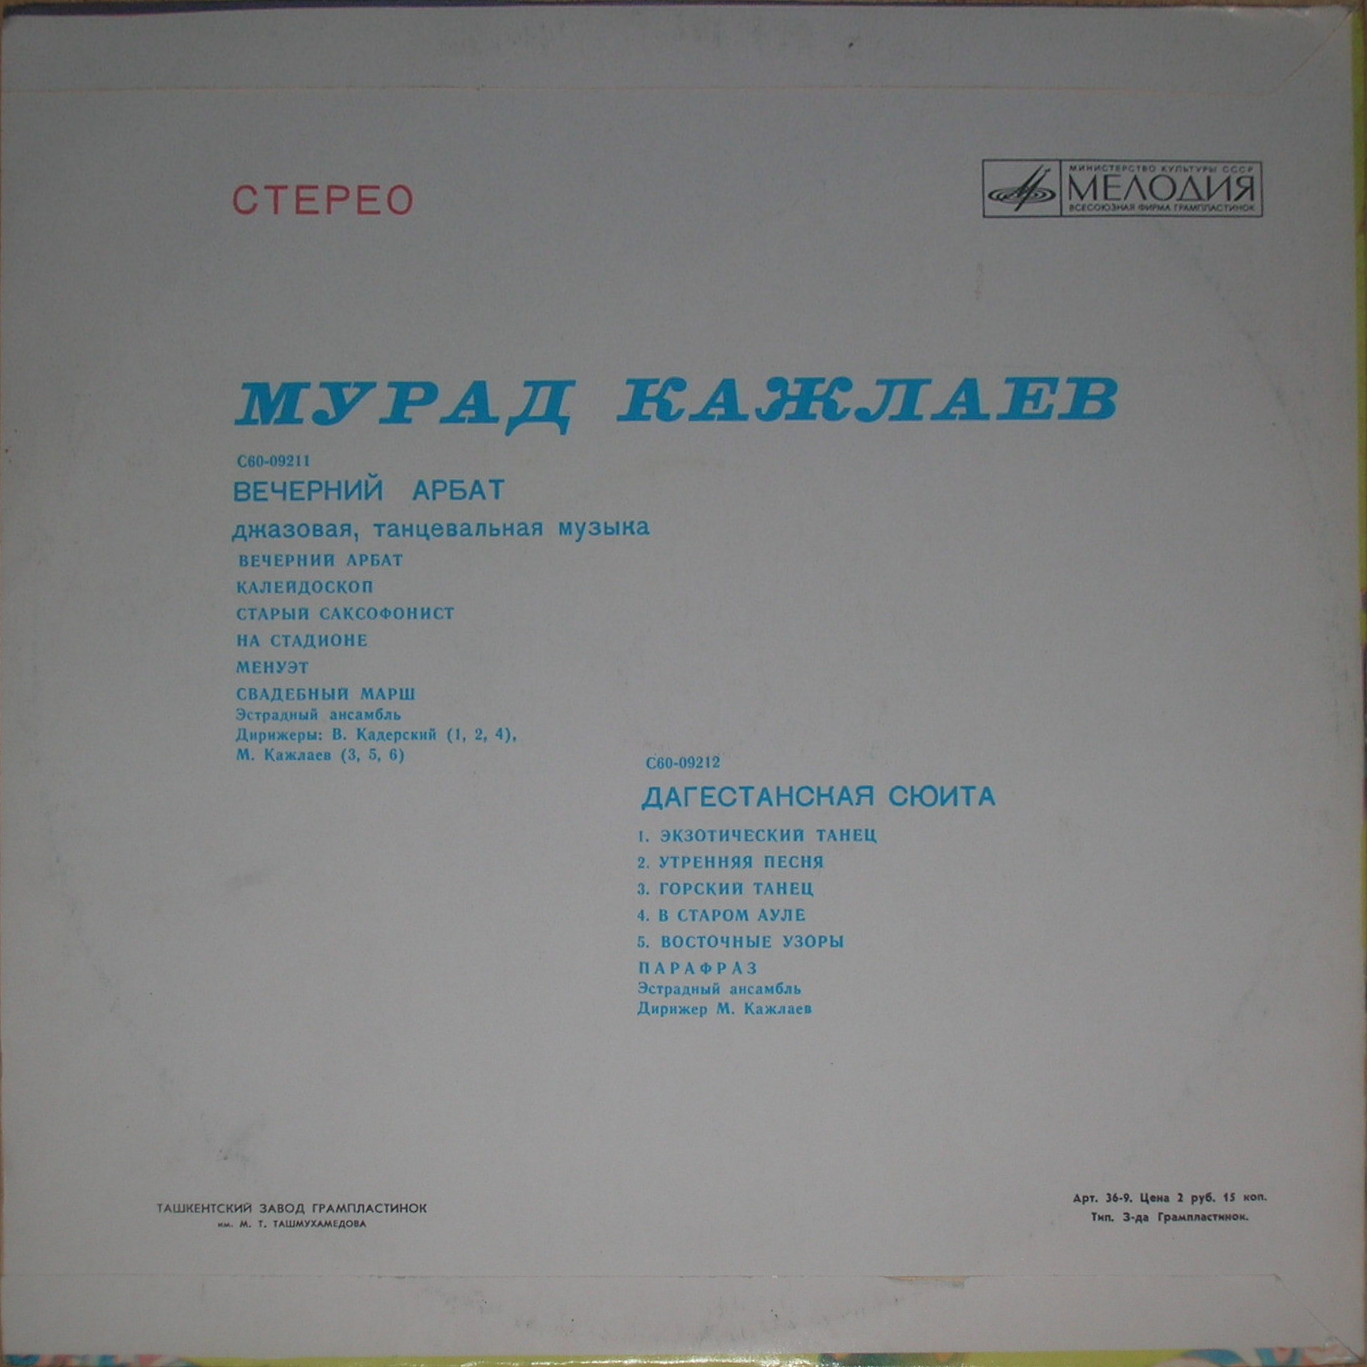 СТЕРЕО
МИНИСТЕРСТВО КУЛЬТУРЫ СССР
МЕЛОДИЯ
ВСЕСОЮЗНАЯ ФИРМА ГРАМПЛАСТИНОК
МУРАД КАЖЛАЕВ
С60-09211
ВЕЧЕРНИЙ АРБАТ
джазовая, танцевальная музыка
ВЕЧЕРНИЙ АРБАТ
КАЛЕЙДОСКОП
СТАРЫЙ САКСОФОНИСТ
НА СТАДИОНЕ
МЕНУЭТ
СВАДЕБНЫЙ МАРШ
Эстрадный ансамбль
Дирижеры: В. Кадерский (1, 2, 4),
М. Кажлаев (3, 5, 6)
С60-09212
ДАГЕСТАНСКАЯ СЮИТА
1. ЭКЗОТИЧЕСКИЙ ТАНЕЦ
2. УТРЕННЯЯ ПЕСНЯ
3. ГОРСКИЙ ТАНЕЦ
4. В СТАРОМ АУЛЕ
5. ВОСТОЧНЫЕ УЗОРЫ
ПАРАФРАЗ
Эстрадный ансамбль
Дирижер М. Кажлаев
ТАШКЕНТСКИЙ ЗАВОД ГРАМПЛАСТИНОК
им. М. Т. ТАШМУХАМЕДОВА
Арт. 36-9. Цена 2 руб. 15 коп.
Тип. З-да Грампластинок.